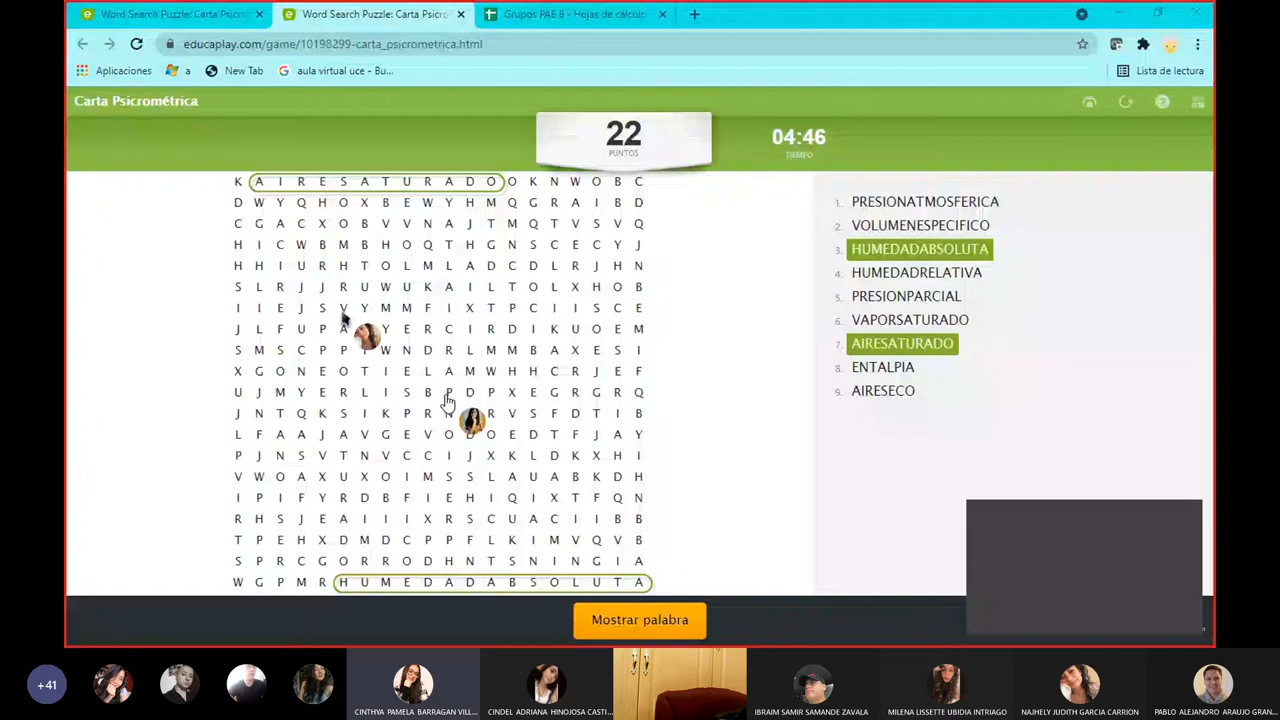 Word Search Puzzle: Carta Psicro
Word Search Puzzle: Carta Psicro
Grupos PAE 8 - Hojas de cálculo
educaplay.com/game/10198299-carta_psicrometrica.html
Aplicaciones
a
New Tab
aula virtual uce - Bu...
Lista de lectura
Carta Psicrométrica
22
PUNTOS
04:46
TIEMPO
K A I R E S A T U R A D O O K N W O B C
D W Y Q H O X B E W Y H M Q G R A I B D
C G A C X O B V V N A J T M Q T V S V Q
H I C W B M B H O Q T H G N S C E C Y J
H H I U R H T O L M L A D C D L R J H N
S L R J J R U W U K A I L T O L X H O B
I I E J S V Y M M F I X T P C I I S C E
J L F U P A Y E R C I R D I K U O E M
S M S C P P T W N D R L M M B A X E S I
X G O N E O T I E L A M W H H C R J E F
U J M Y E R L I S B P D P X E G R G R Q
J N T Q K S I K P R N R V S F D T I B
L F A A J A V G E V O D O E D T F J A Y
P J N S V T N V C C I J X K L D K X H I
V W O A X U X O I M S S L A U A B K D H
I P I F Y R D B F I E H I Q I X T F Q N
R H S J E A I I I X R S C U A C I I B B
T P E H X D M D C P P F L K I M V Q V B
S P R C G O R R O D H N T S N I N G I A
W G P M R H U M E D A D A B S O L U T A
1. PRESIONATMOSFERICA
2. VOLUMENESPECIFICO
3. HUMEDADABSOLUTA
4. HUMEDADRELATIVA
5. PRESIONPARCIAL
6. VAPORSATURADO
7. AIRESATURADO
8. ENTALPIA
9. AIRESECO
Mostrar palabra
+41
CINTHYA PAMELA BARRAGAN VILL...
CINDEL ADRIANA HINOJOSA CASTI...
IBRAIM SAMIR SAMANDE ZAVALA
MILENA LISSETTE UBIDIA INTRIAGO
NAJHELY JUDITH GARCIA CARRION
PABLO ALEJANDRO ARAUJO GRAN...